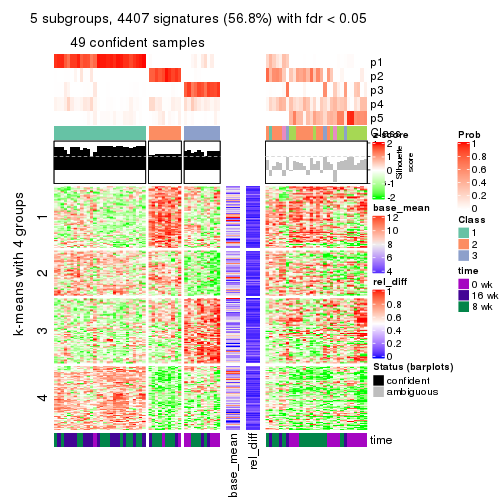 5 subgroups, 4407 signatures (56.8%) with fdr < 0.05
49 confident samples
p1
p2
p3
p4
p5
Class
z-score
2
1
0
-1
-2
Silhouette
score
k-means with 4 groups
1
2
3
4
base_mean
12
10
8
6
4
rel_diff
1
0.8
0.6
0.4
0.2
0
Status (barplots)
confident
ambiguous
Prob
1
0.8
0.6
0.4
0.2
0
Class
1
2
3
time
0 wk
16 wk
8 wk
time
base_mean
rel_diff